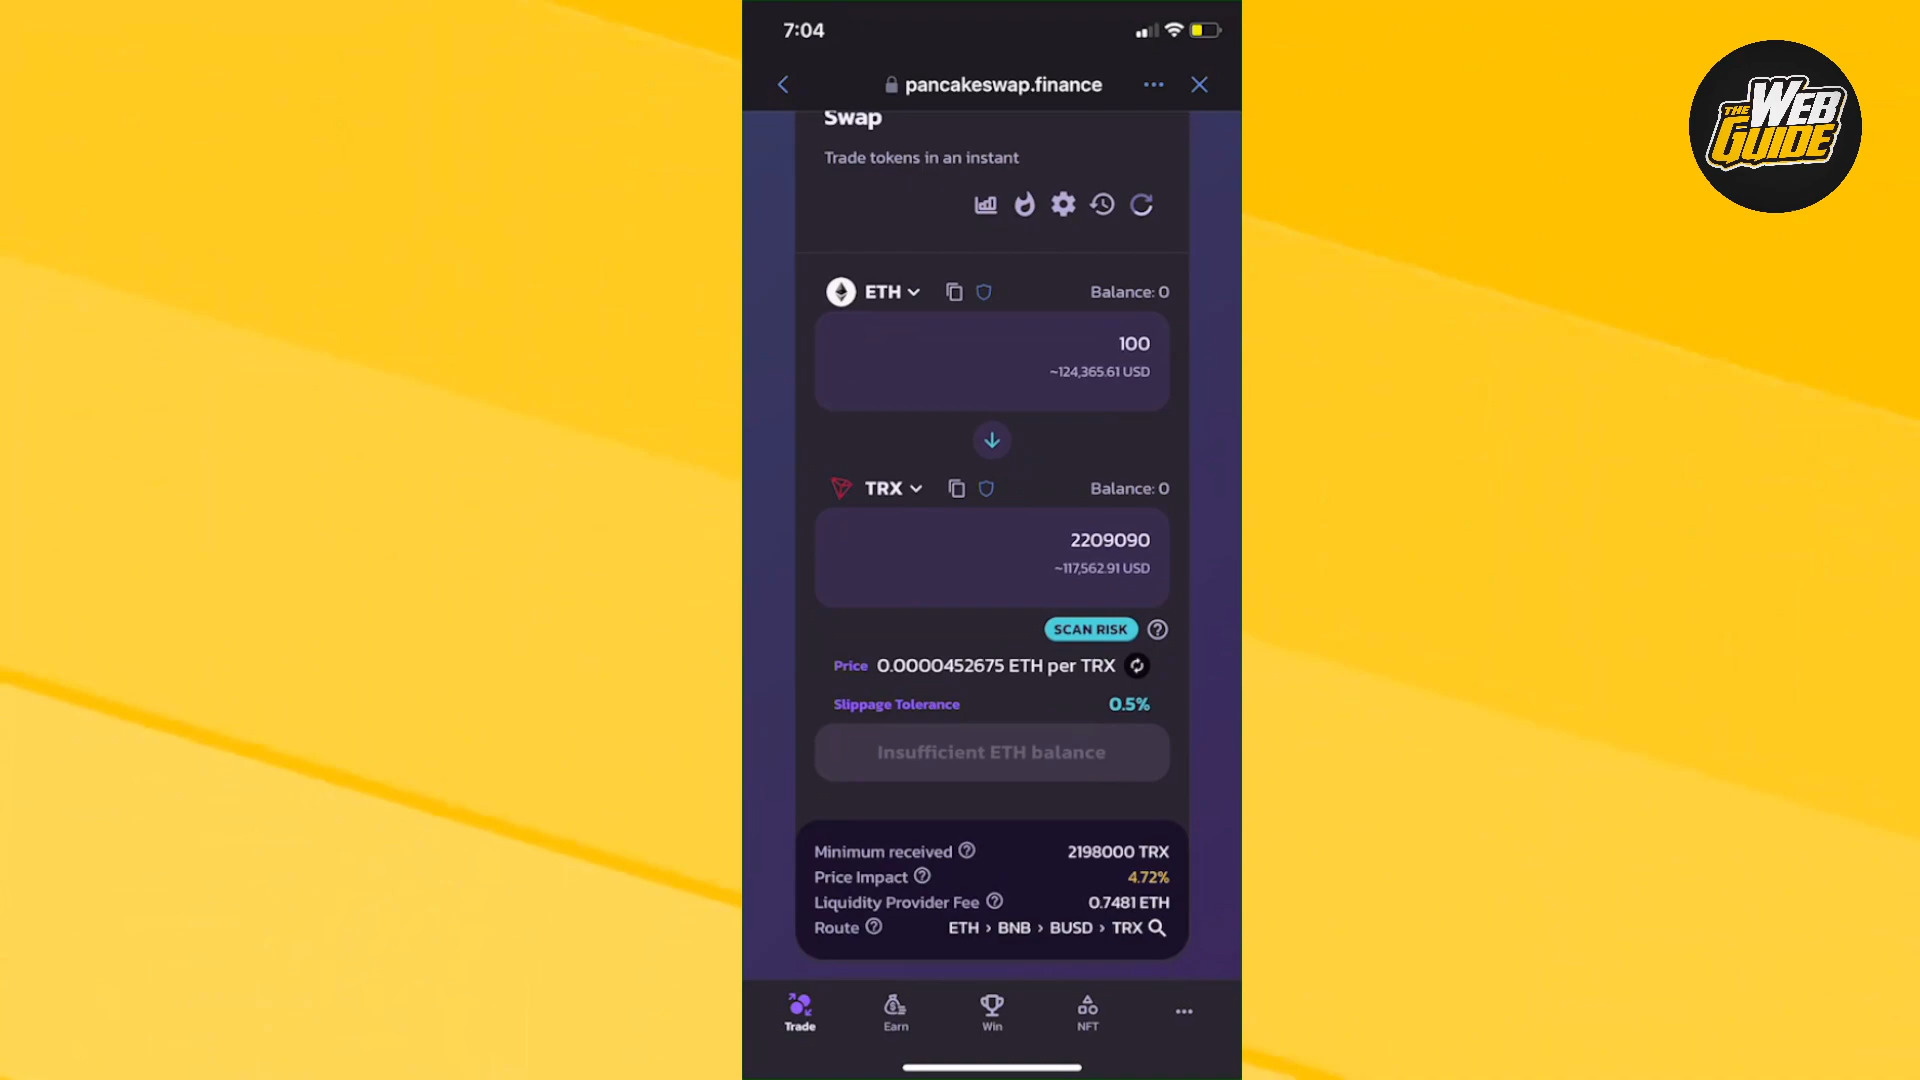 7:04
pancakeswap.finance
THE WEB GUIDE
Swap
Trade tokens in an instant
ETH
Balance: 0
100
~124,365.61 USD
TRX
Balance: 0
2209090
~117,562.91 USD
SCAN RISK
Price 0.0000452675 ETH per TRX
Slippage Tolerance 0.5%
Insufficient ETH balance
Minimum received 2198000 TRX
Price Impact 4.72%
Liquidity Provider Fee 0.7481 ETH
Route ETH › BNB › BUSD › TRX
Trade Earn Win NFT